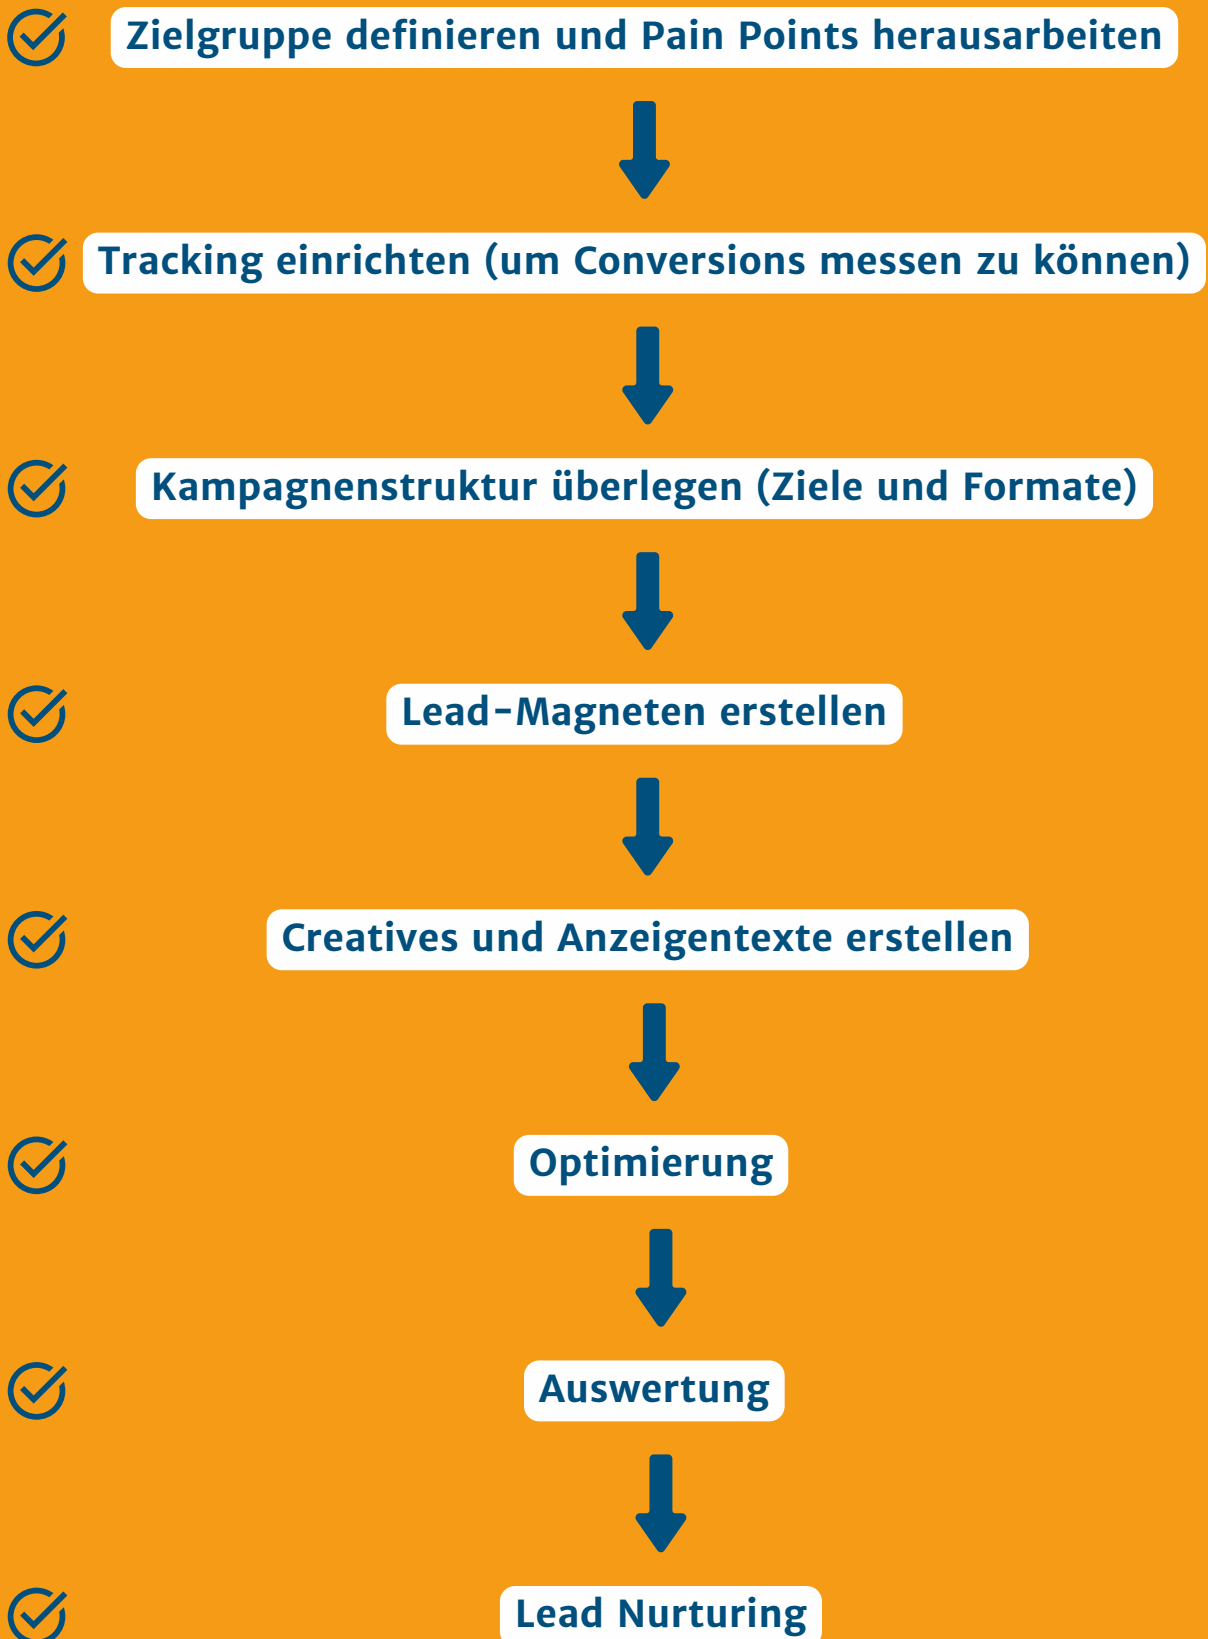 Zielgruppe definieren und Pain Points herausarbeiten
Tracking einrichten (um Conversions messen zu können)
Kampagnenstruktur überlegen (Ziele und Formate)
Lead-Magneten erstellen
Creatives und Anzeigentexte erstellen
Optimierung
Auswertung
Lead Nurturing